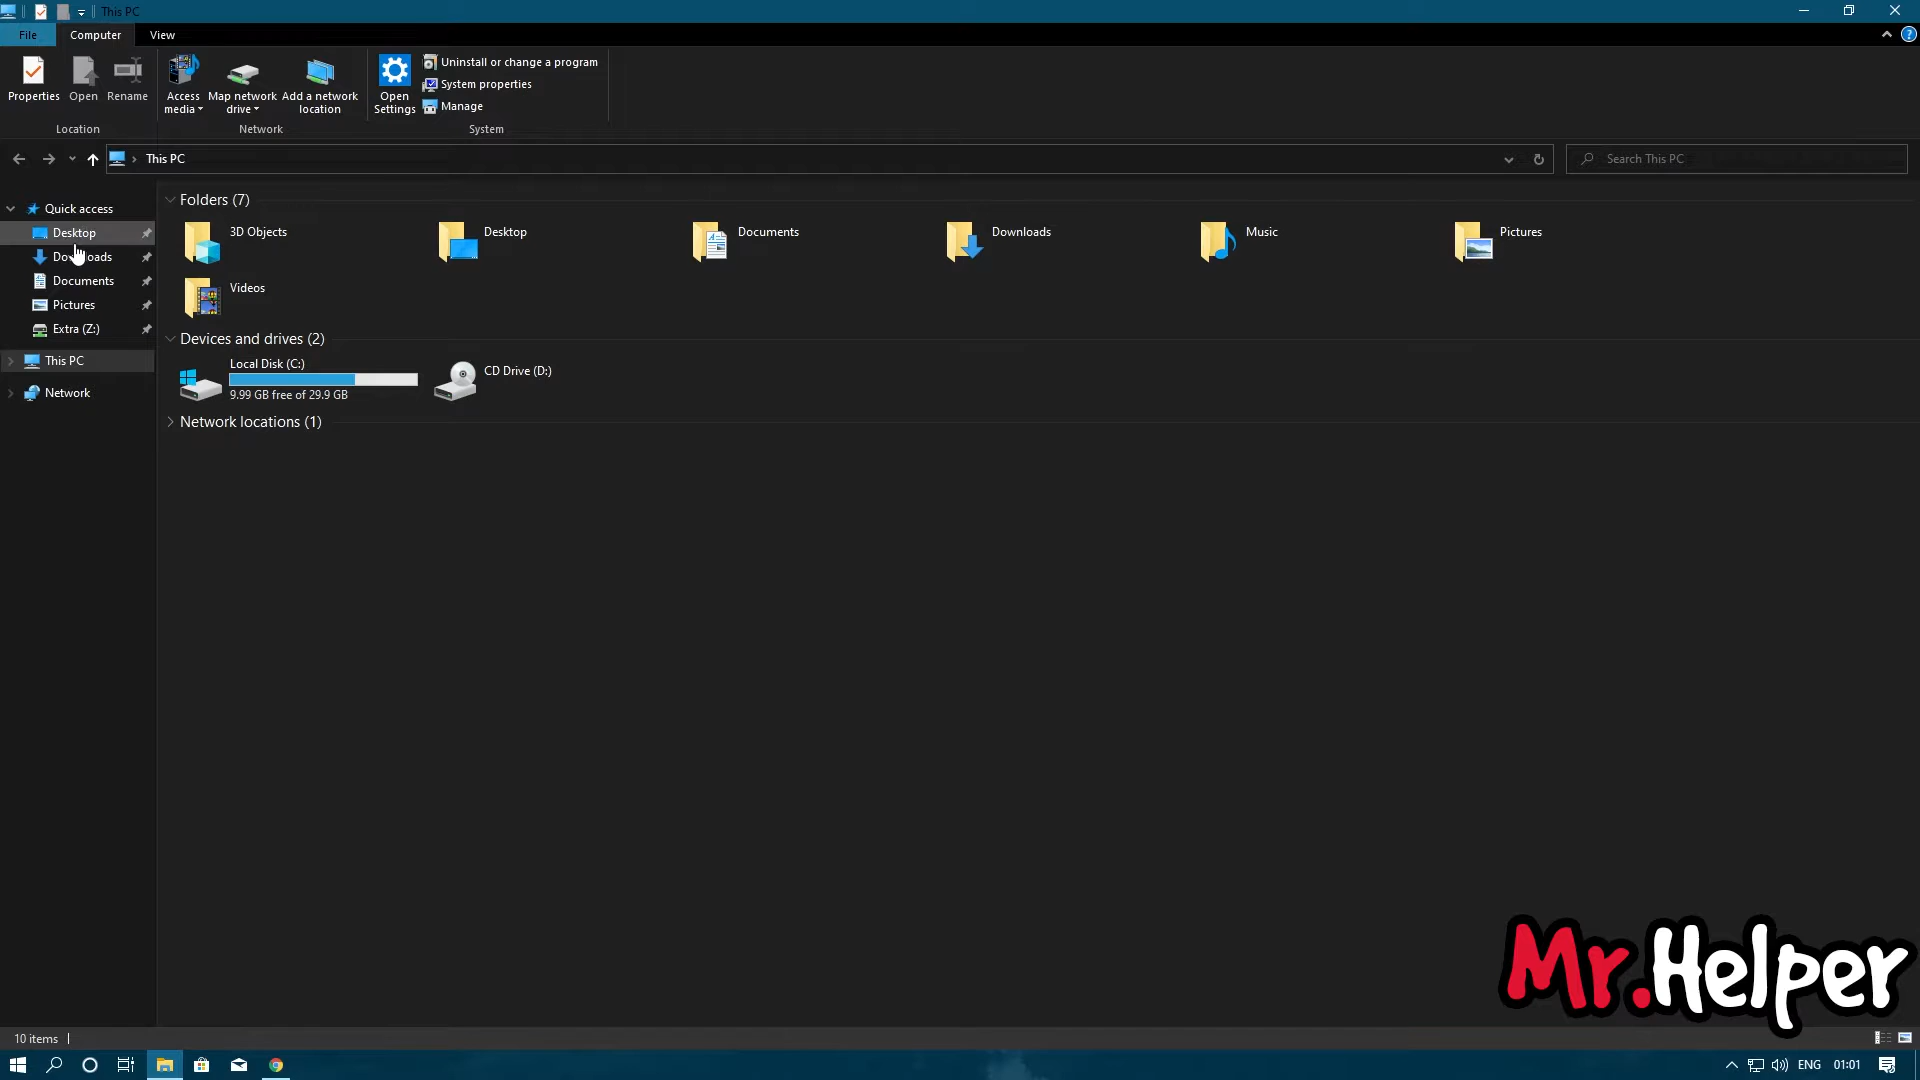 This PC
File
Computer
View
Properties
Open
Rename
Access media
Map network drive
Add a network location
Open Settings
Uninstall or change a program
System properties
Manage
Location
Network
System
This PC
Search This PC
Quick access
Desktop
Downloads
Documents
Pictures
Extra (Z:)
This PC
Network
Folders (7)
3D Objects
Desktop
Documents
Downloads
Music
Pictures
Videos
Devices and drives (2)
Local Disk (C:)
9.99 GB free of 29.9 GB
CD Drive (D:)
Network locations (1)
Mr.Helper
10 items
ENG
01:01